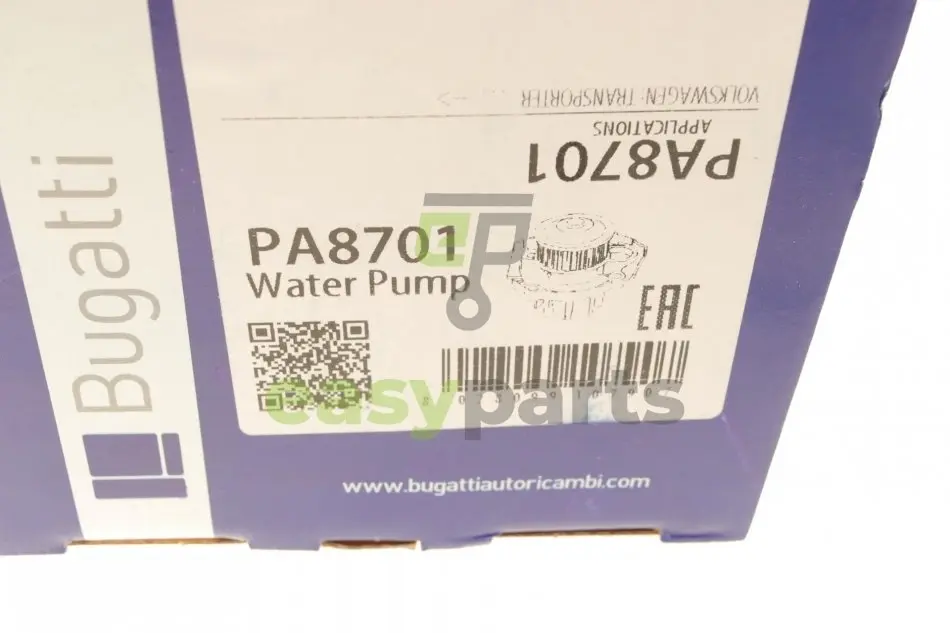 VOLKSWAGEN-TRANSPORTER
APPLICATIONS
PA8701
PA8701
Water Pump
EAC
easyparts
www.bugattiautoricambi.com
Bugatti